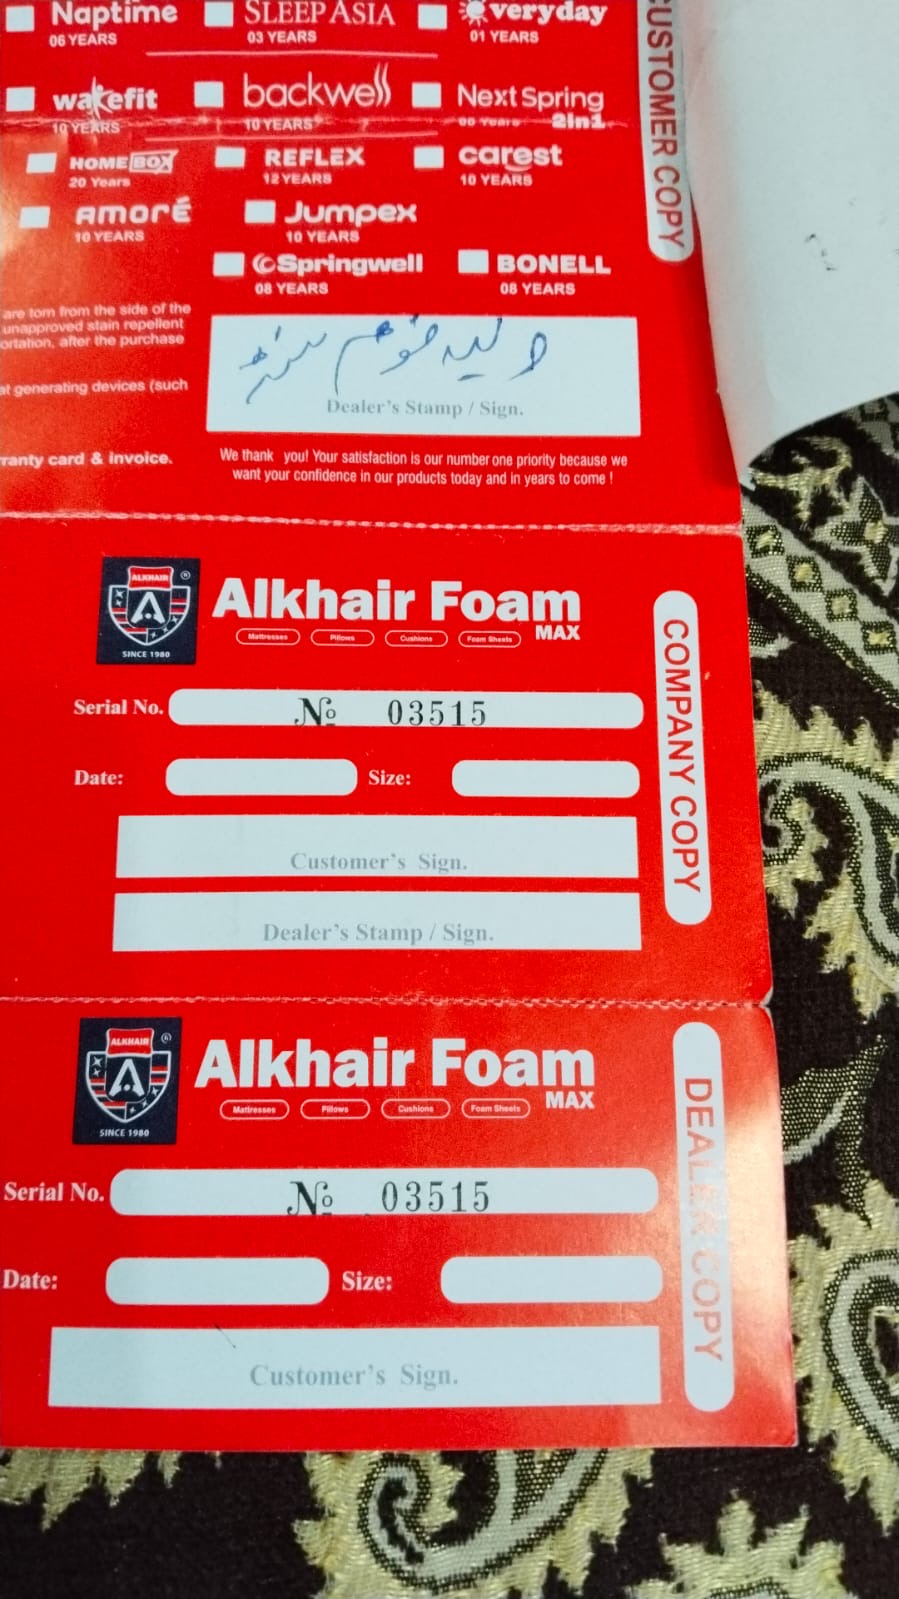 Naptime SLEEP ASIA veryday
06 YEARS 03 YEARS 01 YEARS
wakefit backwell Next Spring
10 YEARS 10 YEARS 2in1
HOME BOX REFLEX carest
20 Years 12 YEARS 10 YEARS
AMORÉ Jumpex
10 YEARS 10 YEARS
Springwell BONELL
08 YEARS 08 YEARS
CUSTOMER COPY
are torn from the side of the
unapproved stain repellent
ortation, after the purchase
at generating devices (such
ranty card & invoice.
فوم سنٹر
Dealer's Stamp / Sign.
We thank you! Your satisfaction is our number one priority because we
want your confidence in our products today and in years to come !
ALKHAIR ®
SINCE 1980
Alkhair Foam
MAX
Mattresses Pillows Cushions Foam Sheets
Serial No. № 03515
Date: Size:
Customer's Sign.
Dealer's Stamp / Sign.
COMPANY COPY
ALKHAIR ®
SINCE 1980
Alkhair Foam
MAX
Mattresses Pillows Cushions Foam Sheets
Serial No. № 03515
Date: Size:
Customer's Sign.
DEALER COPY